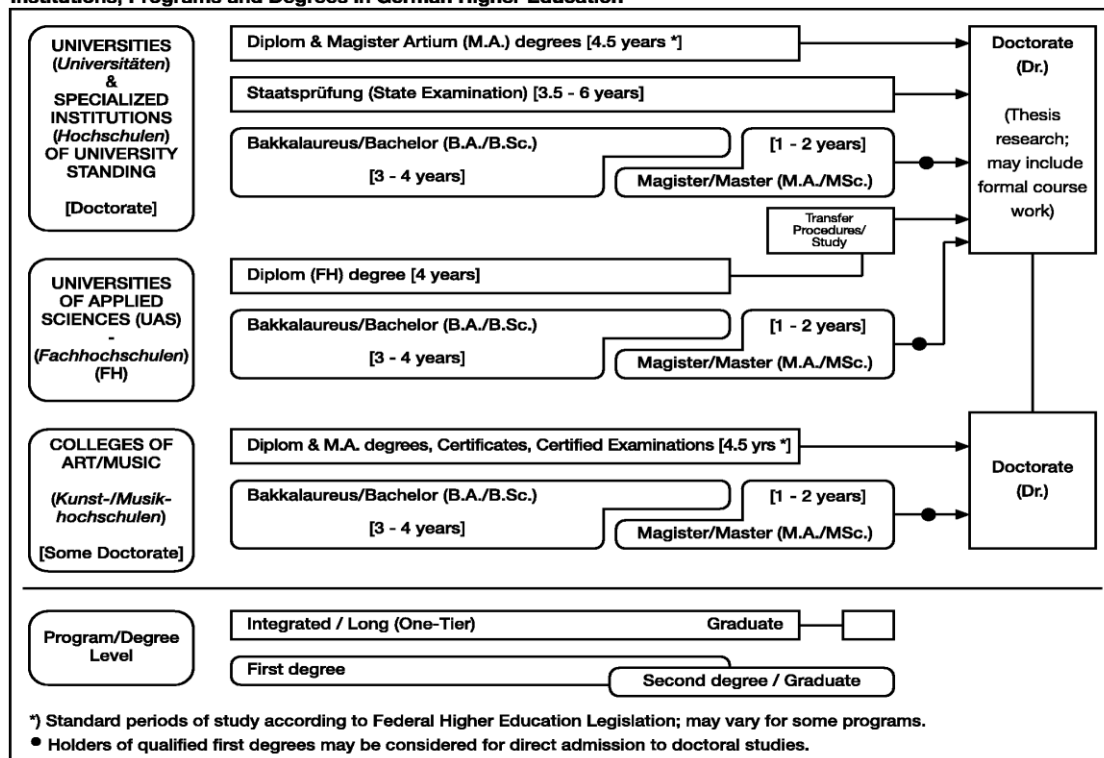 Institutions, Programs and Degrees in German Higher Education
UNIVERSITIES
(Universitäten)
&
SPECIALIZED
INSTITUTIONS
(Hochschulen)
OF UNIVERSITY
STANDING
[Doctorate]
Diplom & Magister Artium (M.A.) degrees [4.5 years *]
Staatsprüfung (State Examination) [3.5 - 6 years]
Bakkalaureus/Bachelor (B.A./B.Sc.)
[3 - 4 years]
[1 - 2 years]
Magister/Master (M.A./MSc.)
Doctorate
(Dr.)
(Thesis
research;
may include
formal course
work)
Transfer
Procedures/
Study
UNIVERSITIES
OF APPLIED
SCIENCES (UAS)
-
(Fachhochschulen)
(FH)
Diplom (FH) degree [4 years]
Bakkalaureus/Bachelor (B.A./B.Sc.)
[3 - 4 years]
[1 - 2 years]
Magister/Master (M.A./MSc.)
COLLEGES OF
ART/MUSIC
(Kunst-/Musik-
hochschulen)
[Some Doctorate]
Diplom & M.A. degrees, Certificates, Certified Examinations [4.5 yrs *]
Bakkalaureus/Bachelor (B.A./B.Sc.)
[3 - 4 years]
[1 - 2 years]
Magister/Master (M.A./MSc.)
Doctorate
(Dr.)
Program/Degree
Level
Integrated / Long (One-Tier) Graduate
First degree
Second degree / Graduate
*) Standard periods of study according to Federal Higher Education Legislation; may vary for some programs.
● Holders of qualified first degrees may be considered for direct admission to doctoral studies.